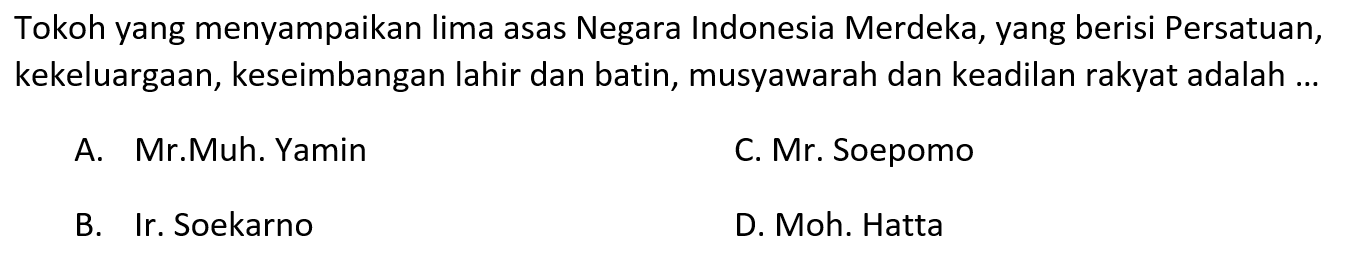 Tokoh yang menyampaikan lima asas Negara Indonesia Merdeka, yang berisi Persatuan,
kekeluargaan, keseimbangan lahir dan batin, musyawarah dan keadilan rakyat adalah ...
A. Mr.Muh. Yamin
C. Mr. Soepomo
B. Ir. Soekarno
D. Moh. Hatta